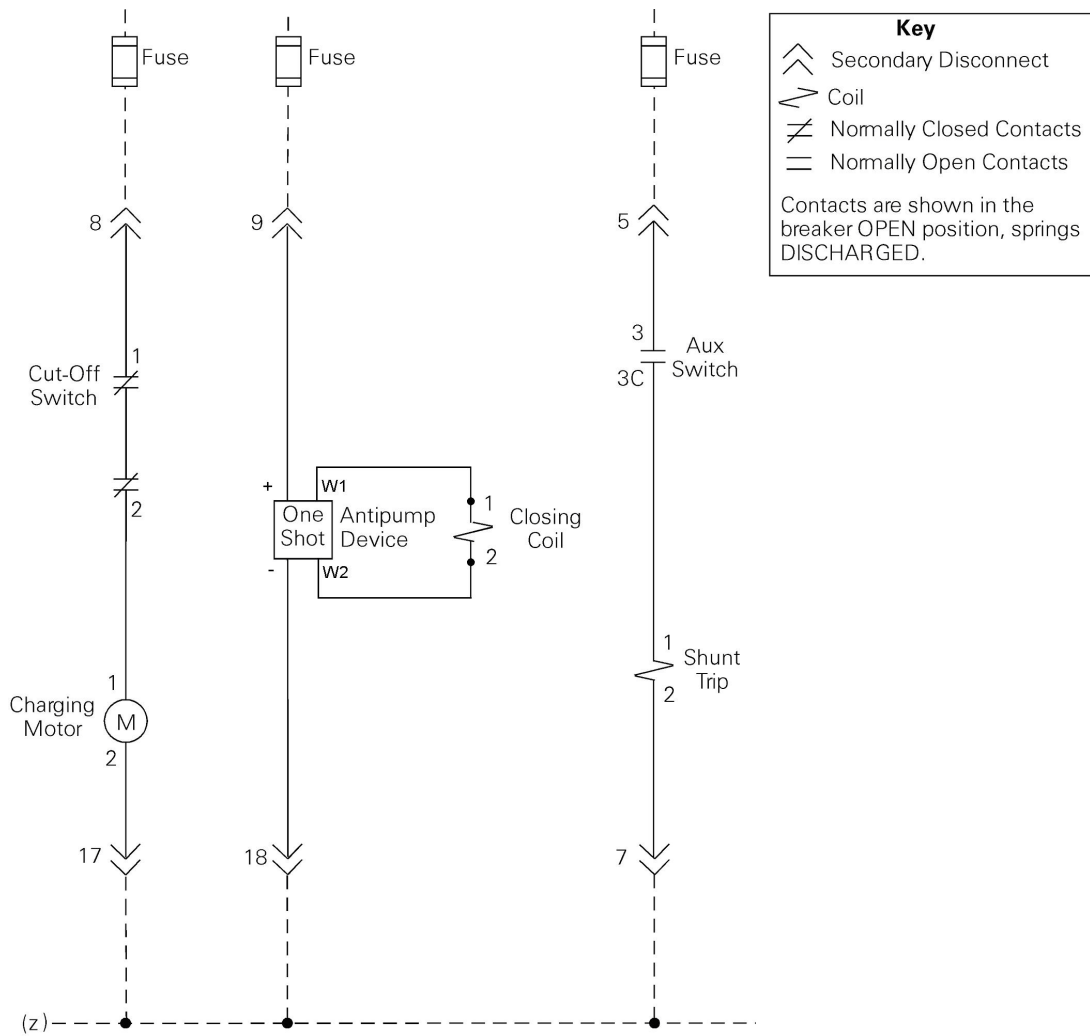 Fuse
Fuse
Fuse
Key
Secondary Disconnect
Coil
Normally Closed Contacts
Normally Open Contacts
Contacts are shown in the
breaker OPEN position, springs
DISCHARGED.
8
9
5
1
Cut-Off
Switch
2
3
3C
Aux
Switch
+
W1
One
Shot
Antipump
Device
-
W2
1
2
Closing
Coil
1
Charging
Motor
M
2
1
2
Shunt
Trip
17
18
7
(z)